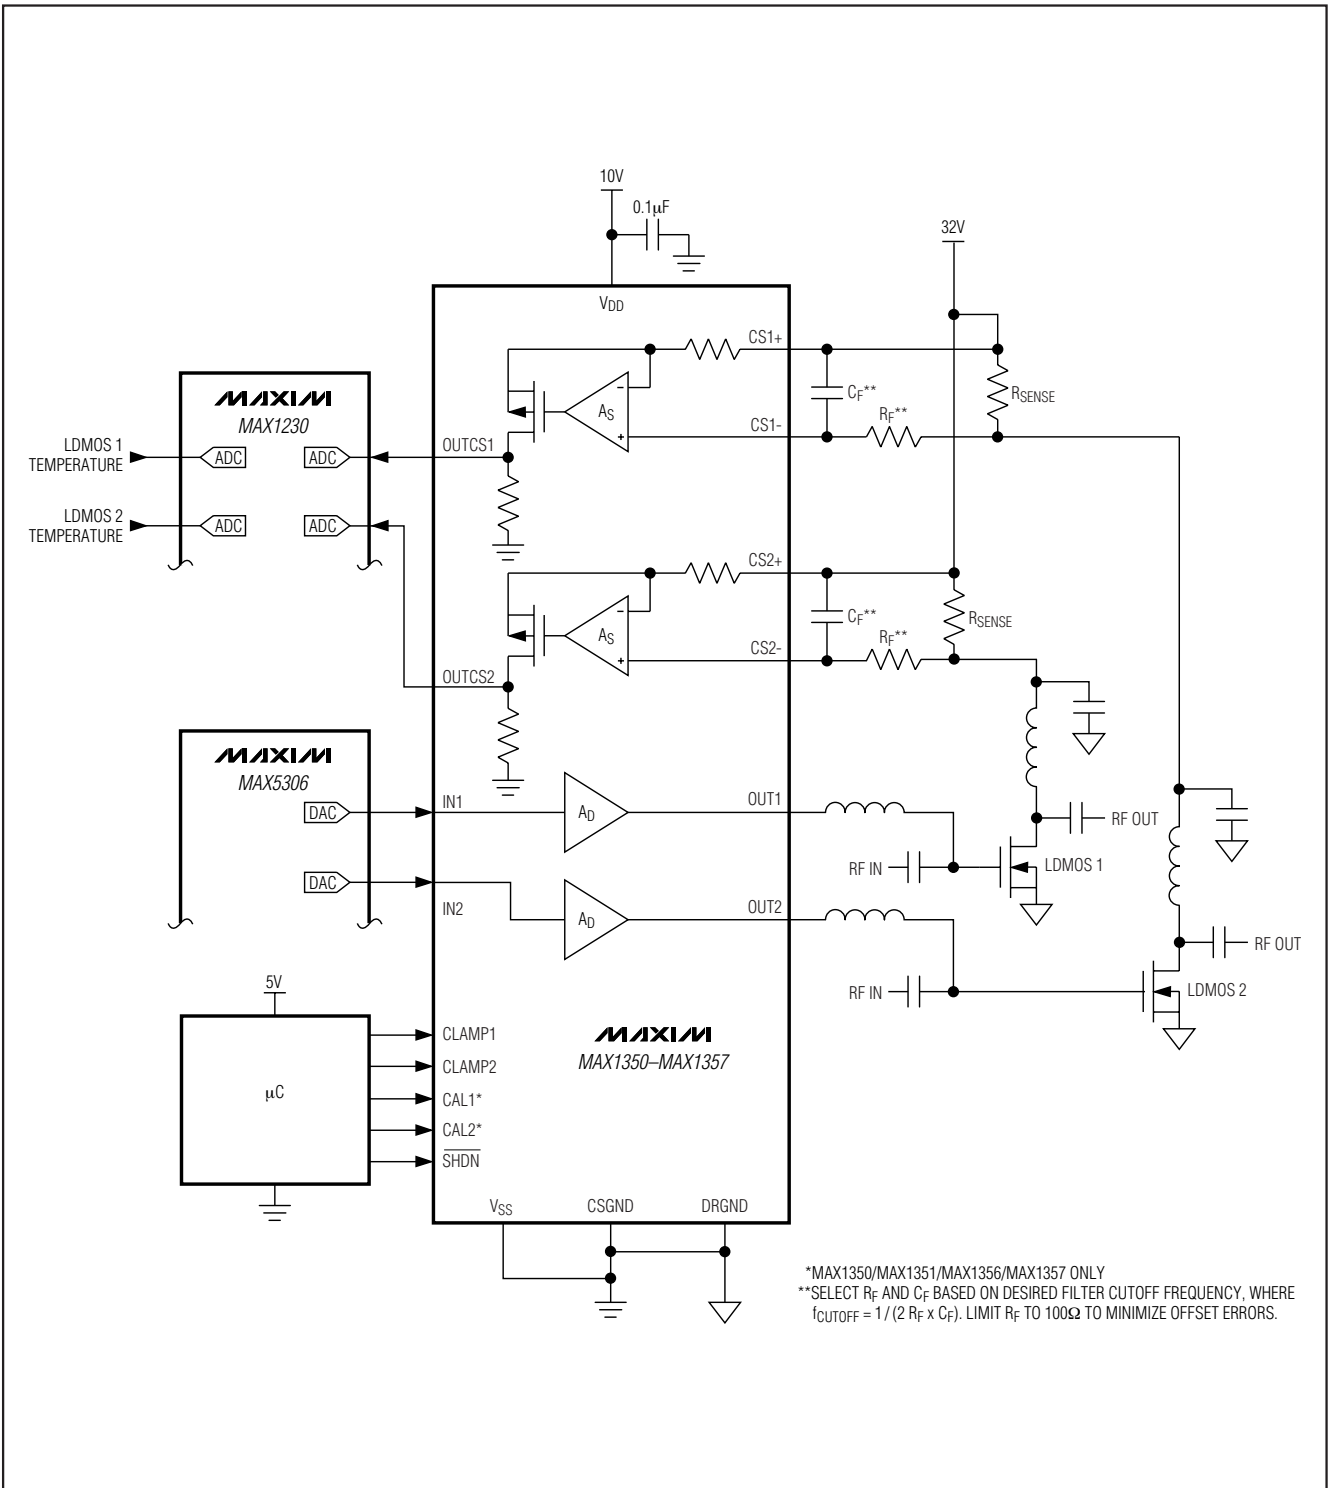 10V
0.1μF
32V
VDD
CS1+
CF**
RSENSE
MAXIM
MAX1230
AS
RF**
CS1-
LDMOS 1
TEMPERATURE
ADC
ADC
OUTCS1
LDMOS 2
TEMPERATURE
ADC
ADC
CS2+
CF**
RSENSE
AS
RF**
CS2-
OUTCS2
MAXIM
MAX5306
DAC
IN1
AD
OUT1
RF OUT
RF IN
LDMOS 1
DAC
IN2
AD
OUT2
RF OUT
RF IN
LDMOS 2
5V
μC
CLAMP1
CLAMP2
CAL1*
CAL2*
SHDN
MAXIM
MAX1350–MAX1357
VSS
CSGND
DRGND
*MAX1350/MAX1351/MAX1356/MAX1357 ONLY
**SELECT RF AND CF BASED ON DESIRED FILTER CUTOFF FREQUENCY, WHERE
fCUTOFF = 1 / (2 RF x CF). LIMIT RF TO 100Ω TO MINIMIZE OFFSET ERRORS.